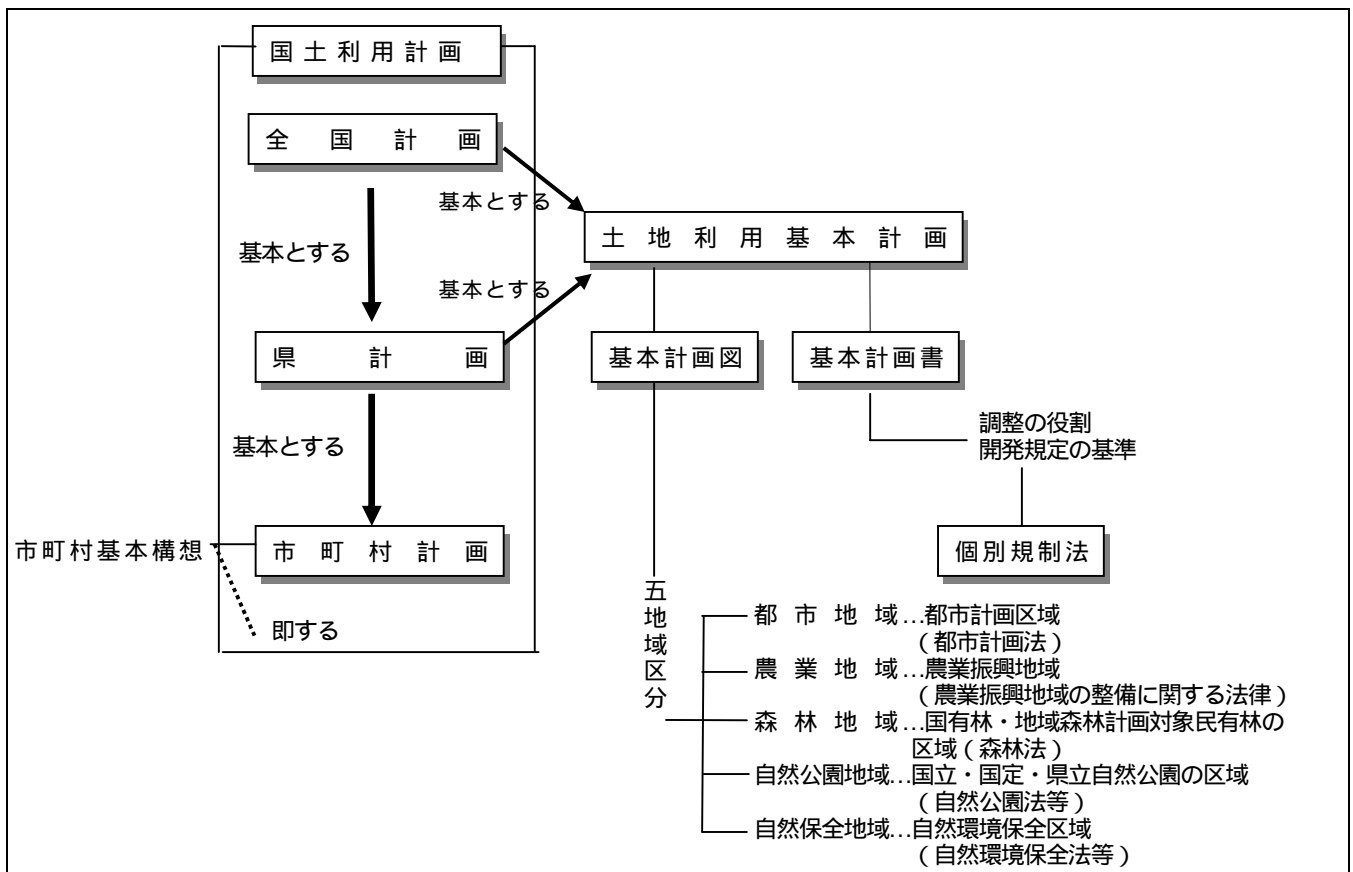 国土利用計画
全国計画
基本とする
土地利用基本計画
基本とする
基本とする
県計画
基本計画図
基本計画書
基本とする
調整の役割
開発規定の基準
市町村基本構想
市町村計画
個別規制法
即する
五地域区分
都市地域…都市計画区域
(都市計画法)
農業地域…農業振興地域
(農業振興地域の整備に関する法律)
森林地域…国有林・地域森林計画対象民有林の
区域(森林法)
自然公園地域…国立・国定・県立自然公園の区域
(自然公園法等)
自然保全地域…自然環境保全区域
(自然環境保全法等)